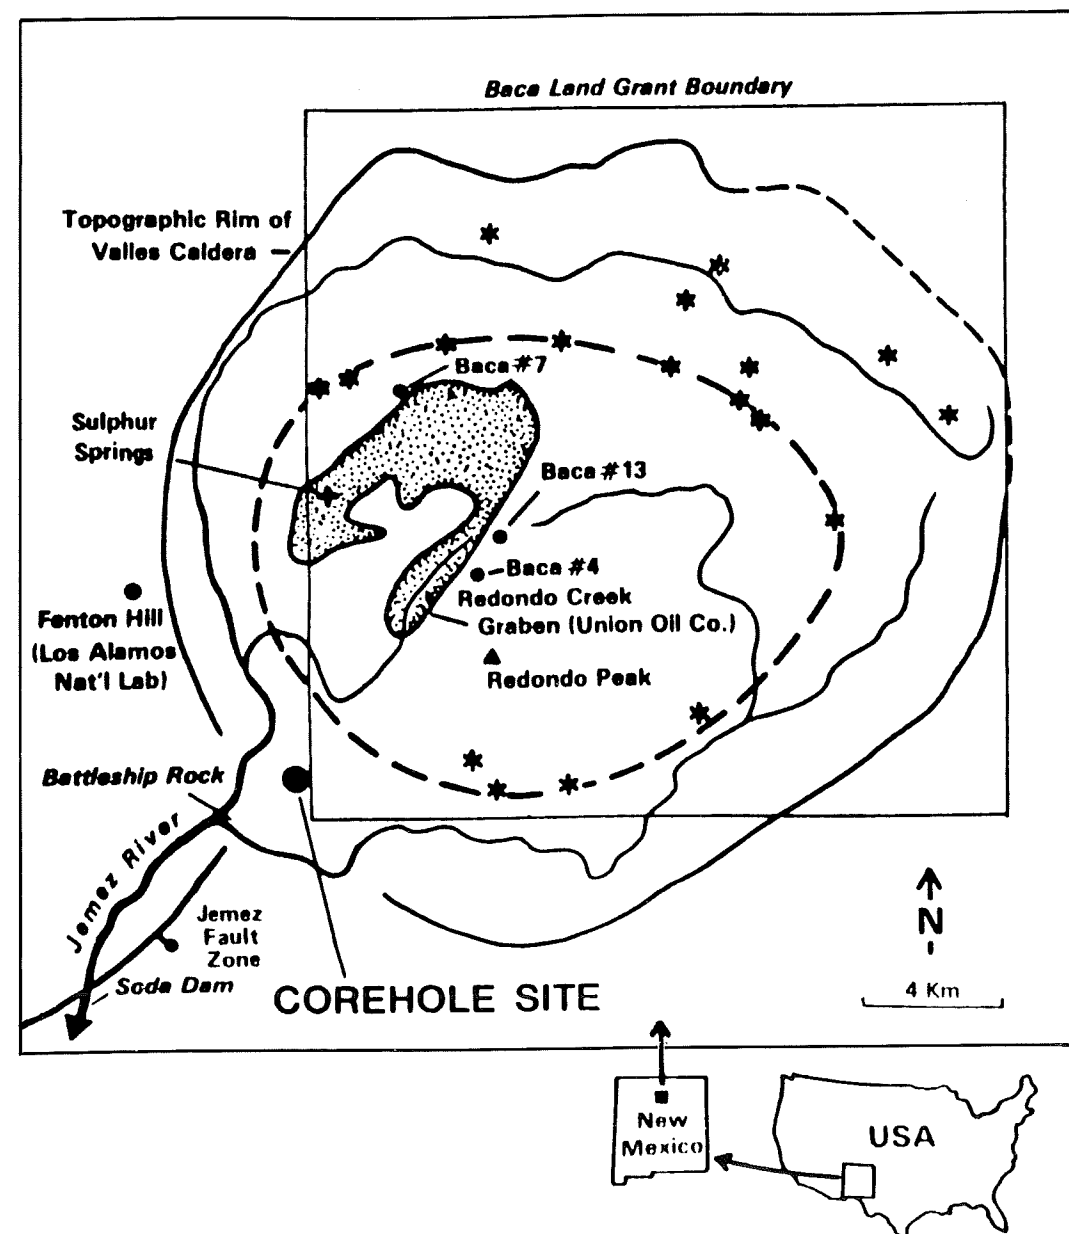 Baca Land Grant Boundary
Topographic Rim of
Valles Caldera
Baca #7
Sulphur
Springs
Baca #13
Baca #4
Redondo Creek
Graben (Union Oil Co.)
Fenton Hill
(Los Alamos
Nat'l Lab)
Redondo Peak
Battleship Rock
Jemez River
Jemez
Fault
Zone
Soda Dam
COREHOLE SITE
N
4 Km
New
Mexico
USA